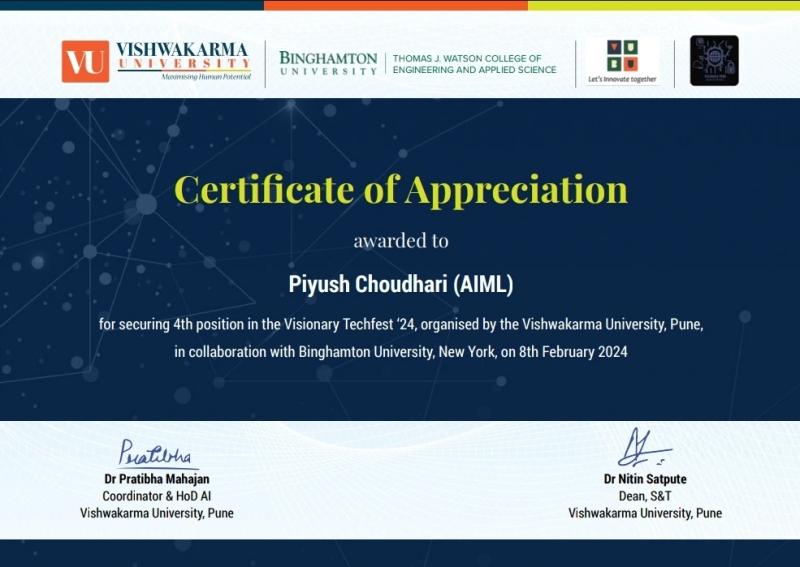 VU VISHWAKARMA
UNIVERSITY
Maximising Human Potential
BINGHAMTON
UNIVERSITY
THOMAS J. WATSON COLLEGE OF
ENGINEERING AND APPLIED SCIENCE
Let's Innovate together
Certificate of Appreciation
awarded to
Piyush Choudhari (AIML)
for securing 4th position in the Visionary Techfest ‘24, organised by the Vishwakarma University, Pune,
in collaboration with Binghamton University, New York, on 8th February 2024
Pratibha
Dr Pratibha Mahajan
Coordinator & HoD AI
Vishwakarma University, Pune
Dr Nitin Satpute
Dean, S&T
Vishwakarma University, Pune